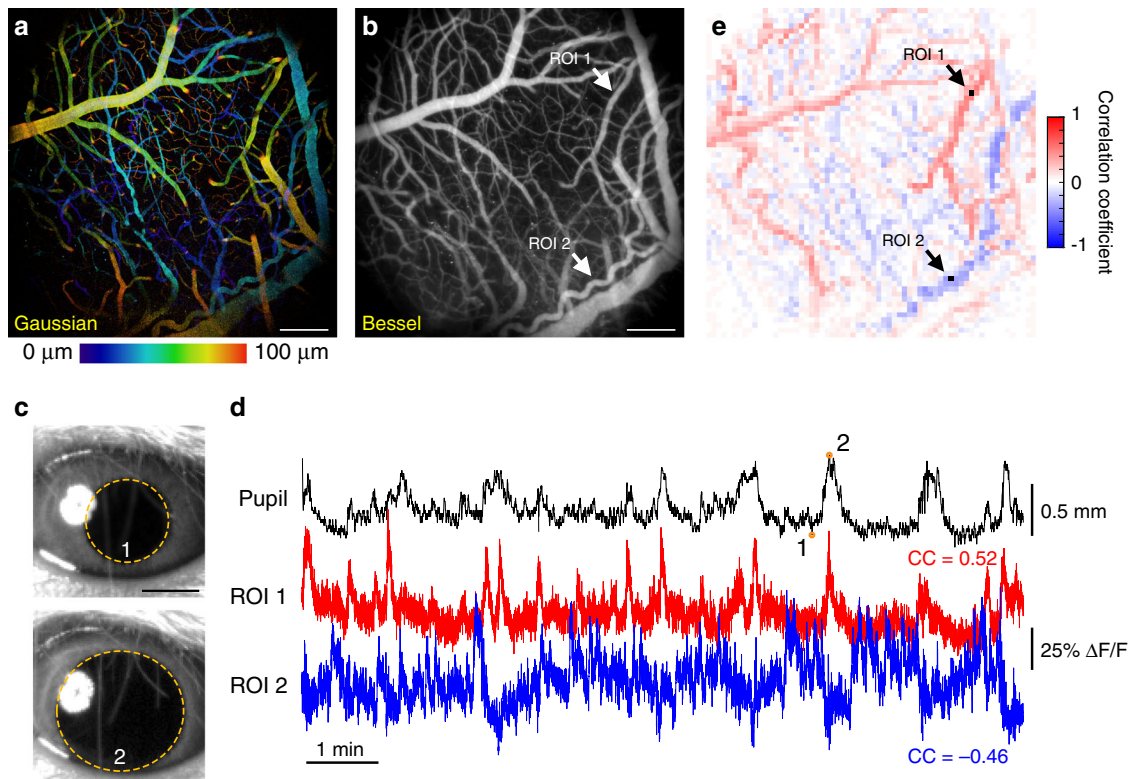 a
Gaussian
0 µm
100 µm
b
ROI 1
ROI 2
Bessel
e
ROI 1
ROI 2
1
0
-1
Correlation coefficient
c
1
2
d
Pupil
2
1
0.5 mm
ROI 1
CC = 0.52
25% ΔF/F
ROI 2
CC = –0.46
1 min